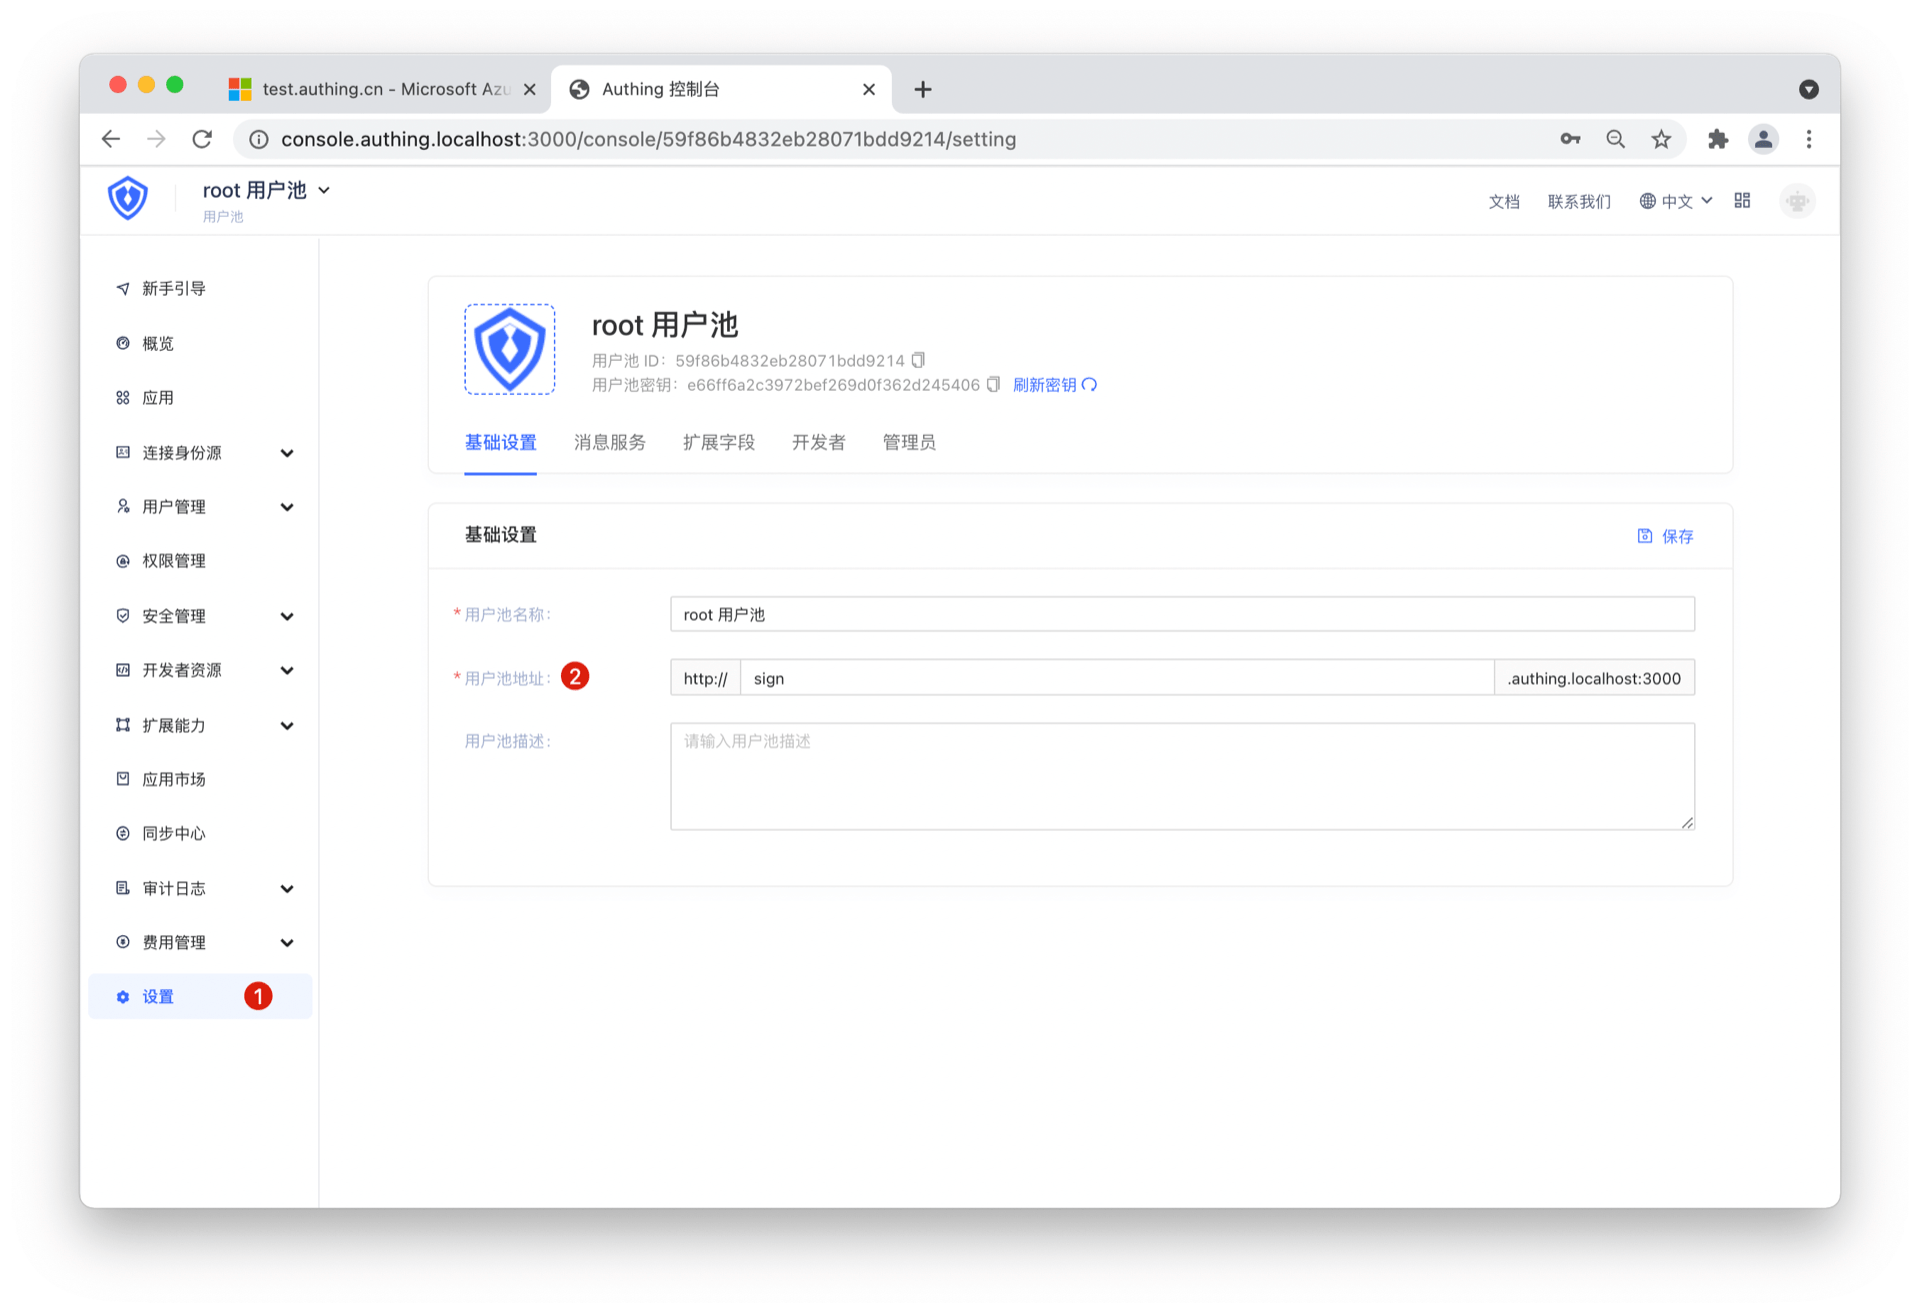 test.authing.cn - Microsoft Azu
Authing 控制台
console.authing.localhost:3000/console/59f86b4832eb28071bdd9214/setting
root 用户池
用户池
文档 联系我们 中文
新手引导
概览
应用
连接身份源
用户管理
权限管理
安全管理
开发者资源
扩展能力
应用市场
同步中心
审计日志
费用管理
设置 1
root 用户池
用户池 ID：59f86b4832eb28071bdd9214
用户池密钥：e66ff6a2c3972bef269d0f362d245406 刷新密钥
基础设置 消息服务 扩展字段 开发者 管理员
基础设置 保存
* 用户池名称： root 用户池
* 用户池地址： 2 http:// sign .authing.localhost:3000
用户池描述： 请输入用户池描述